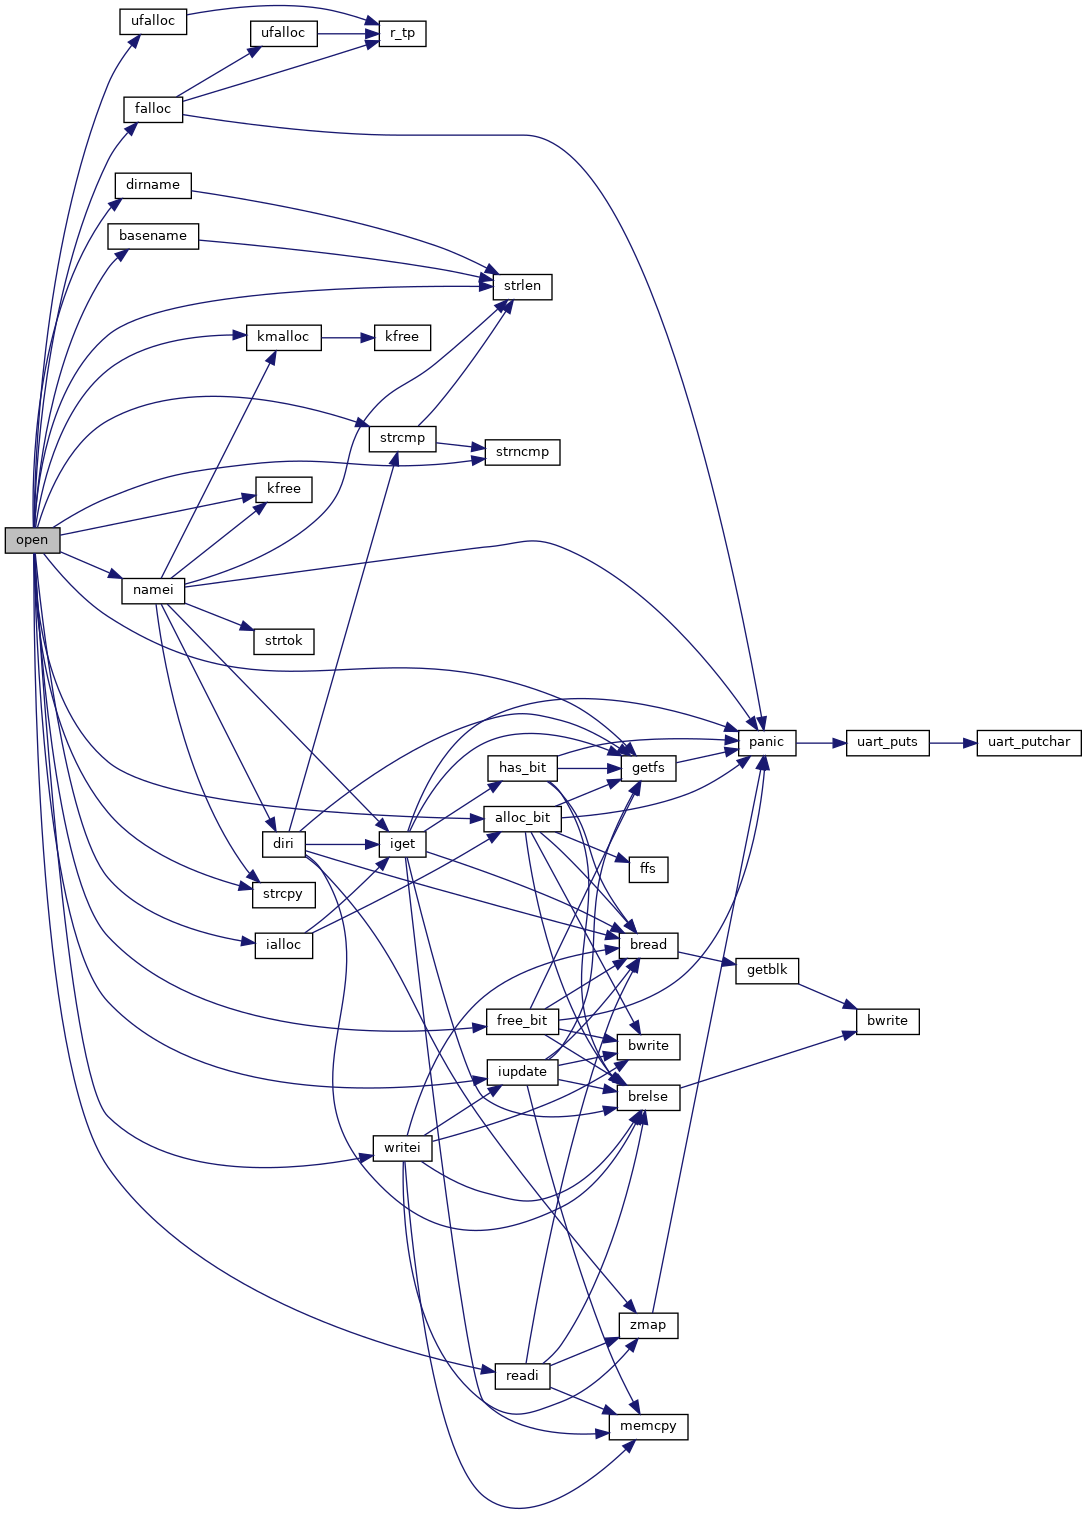 ufalloc
ufalloc
r_tp
falloc
dirname
basename
strlen
kmalloc
kfree
strcmp
strncmp
kfree
open
namei
strtok
panic
uart_puts
uart_putchar
has_bit
getfs
alloc_bit
diri
iget
ffs
strcpy
ialloc
bread
getblk
free_bit
bwrite
bwrite
iupdate
brelse
writei
zmap
readi
memcpy